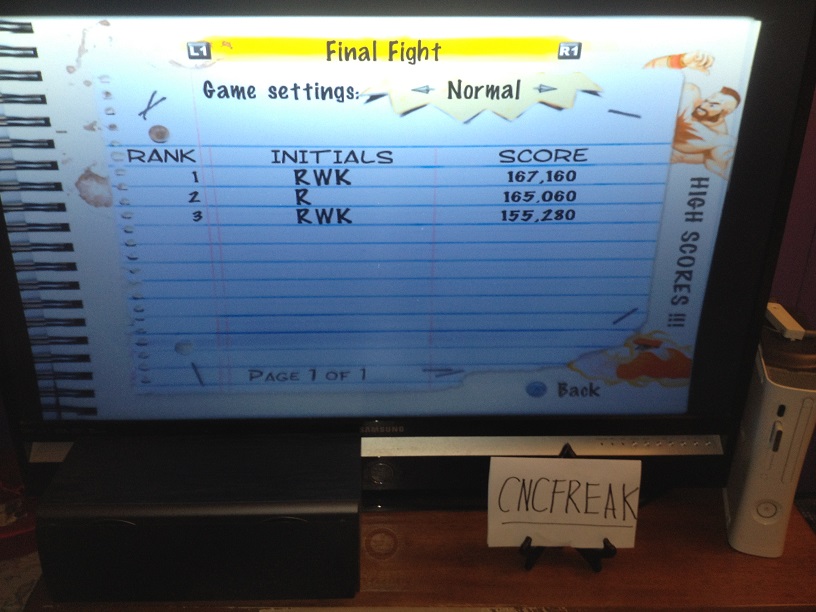 L1 Final Fight R1
Game settings: Normal
RANK INITIALS SCORE
1 RWK 167,160
2 R 165,060
3 RWK 155,280
HIGH SCORES !!!
PAGE 1 OF 1
Back
SAMSUNG
CNCFREAK